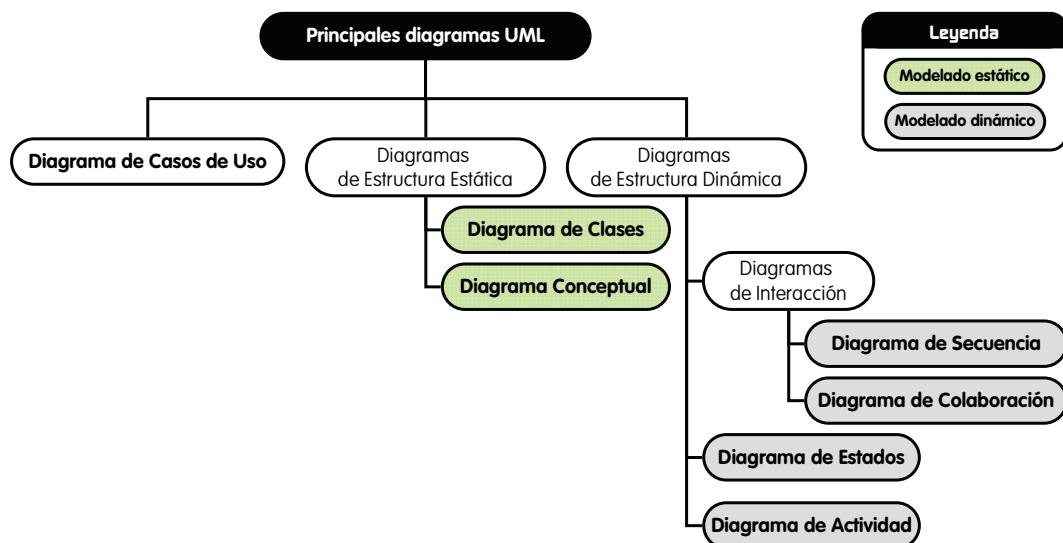 Principales diagramas UML
Leyenda
Modelado estático
Modelado dinámico
Diagrama de Casos de Uso
Diagramas
de Estructura Estática
Diagramas
de Estructura Dinámica
Diagrama de Clases
Diagrama Conceptual
Diagramas
de Interacción
Diagrama de Secuencia
Diagrama de Colaboración
Diagrama de Estados
Diagrama de Actividad